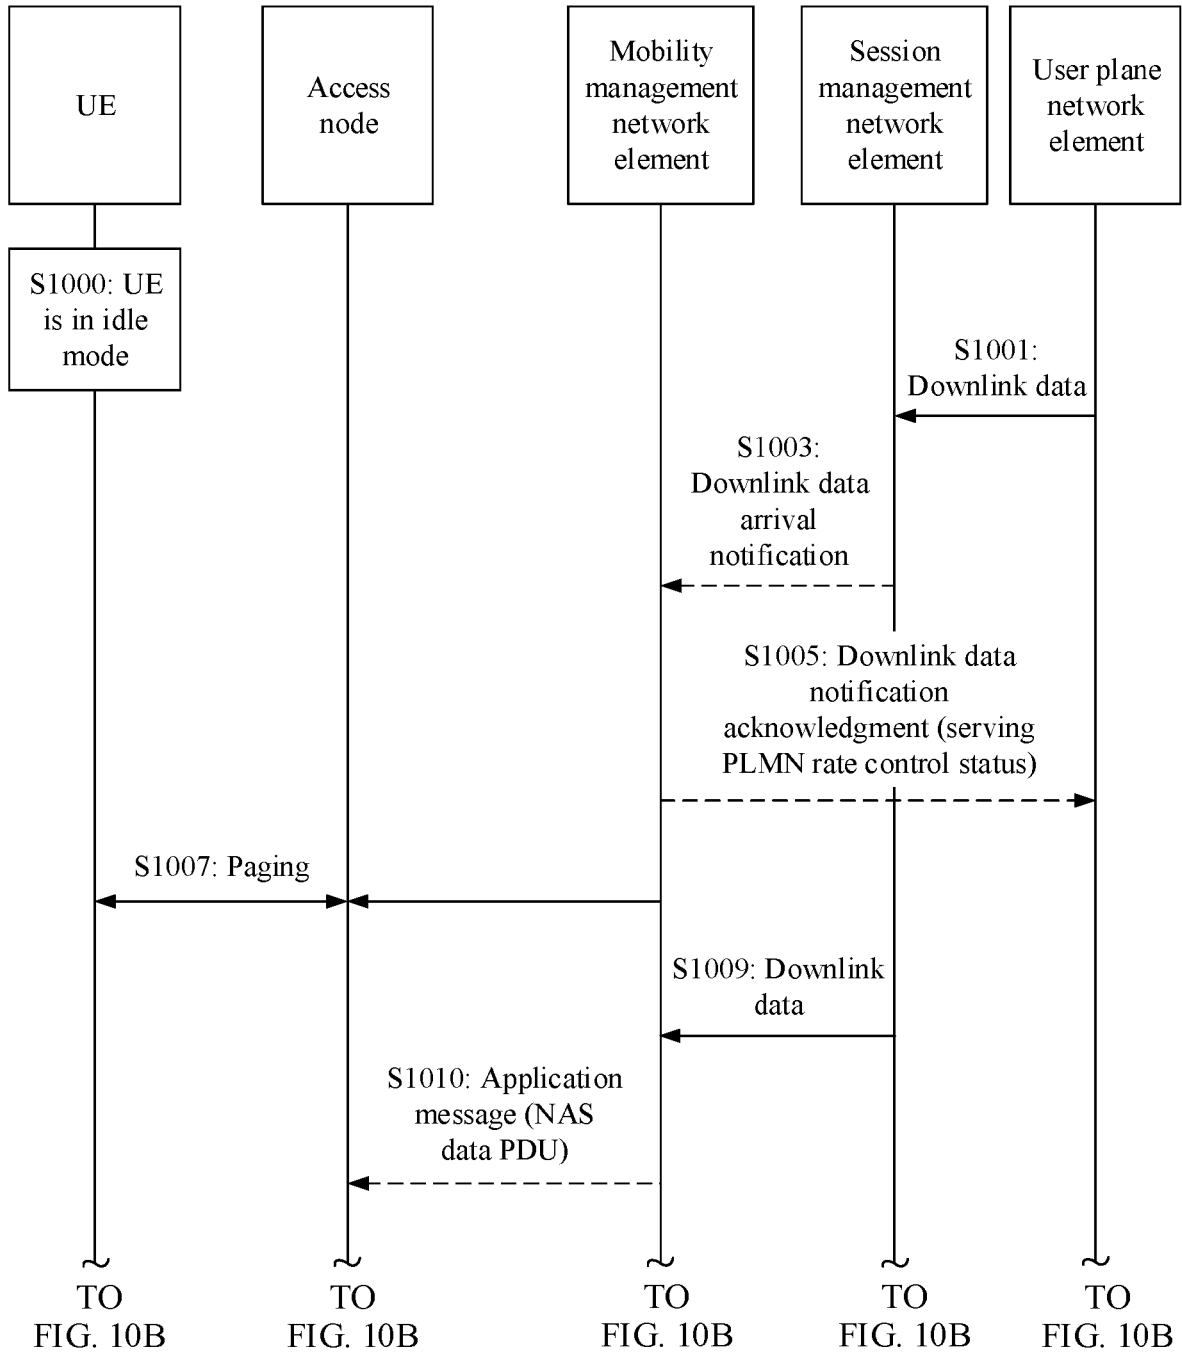 UE
Access
node
Mobility
management
network
element
Session
management
network
element
User plane
network
element
S1000: UE
is in idle
mode
S1001:
Downlink data
S1003:
Downlink data
arrival
notification
S1005: Downlink data
notification
acknowledgment (serving
PLMN rate control status)
S1007: Paging
S1009: Downlink
data
S1010: Application
message (NAS
data PDU)
TO
FIG. 10B
TO
FIG. 10B
TO
FIG. 10B
TO
FIG. 10B
TO
FIG. 10B